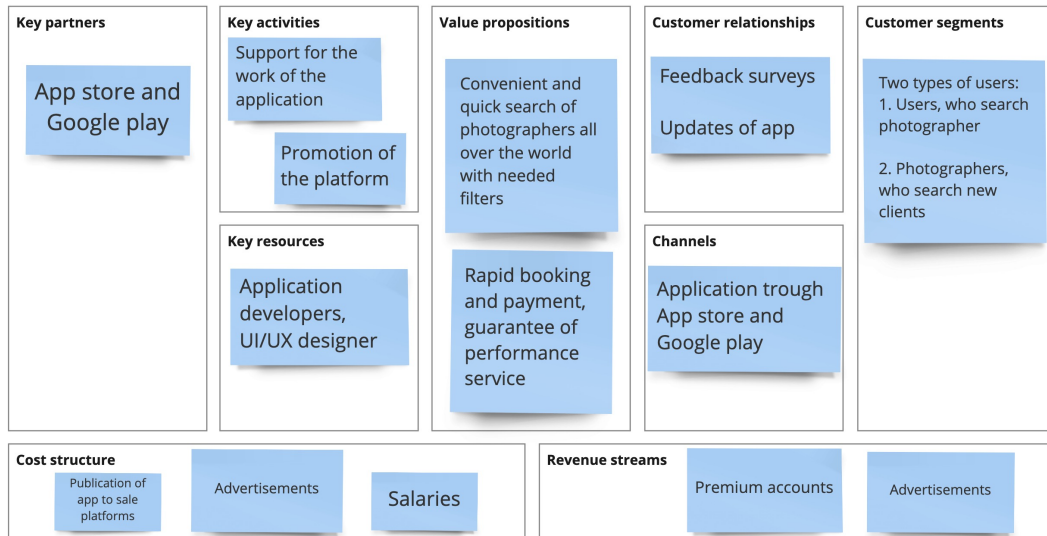 Key partners
App store and
Google play
Key activities
Support for the
work of the
application
Promotion of
the platform
Key resources
Application
developers,
UI/UX designer
Value propositions
Convenient and
quick search of
photographers all
over the world
with needed
filters
Rapid booking
and payment,
guarantee of
performance
service
Customer relationships
Feedback surveys
Updates of app
Channels
Application trough
App store and
Google play
Customer segments
Two types of users:
1. Users, who search
photographer
2. Photographers,
who search new
clients
Cost structure
Publication of
app to sale
platforms
Advertisements
Salaries
Revenue streams
Premium accounts
Advertisements